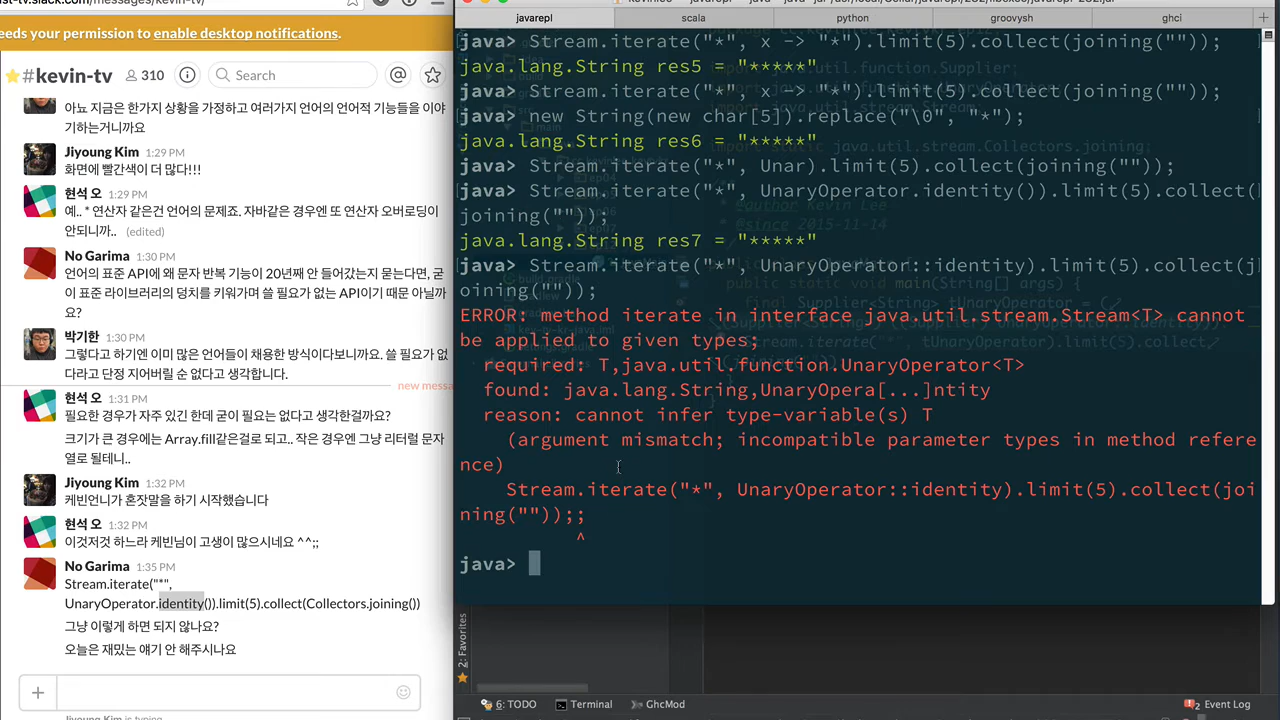 st-tv.slack.com/messages/kevin-tv/
eeds your permission to enable desktop notifications.
#kevin-tv 310 Search
아뇨 지금은 한가지 상황을 가정하고 여러가지 언어의 언어적 기능들을 이야
기하는거니까요
Jiyoung Kim 1:29 PM
화면에 빨간색이 더 많다!!!
현석 오 1:29 PM
예.. * 연산자 같은건 언어의 문제죠. 자바같은 경우엔 또 연산자 오버로딩이
안되니까.. (edited)
No Garima 1:30 PM
언어의 표준 API에 왜 문자 반복 기능이 20년째 안 들어갔는지 묻는다면, 굳
이 표준 라이브러리의 덩치를 키워가며 쓸 필요가 없는 API이기 때문 아닐까
요?
박기한 1:30 PM
그렇다고 하기엔 이미 많은 언어들이 채용한 방식이다보니까요. 쓸 필요가 없
다라고 단정 지어버릴 순 없다고 생각합니다.
new messa
현석 오 1:31 PM
필요한 경우가 자주 있긴 한데 굳이 필요는 없다고 생각한걸까요?
크기가 큰 경우에는 Array.fill같은걸로 되고.. 작은 경우엔 그냥 리터럴 문자
열로 될테니..
Jiyoung Kim 1:32 PM
케빈언니가 혼잣말을 하기 시작했습니다
현석 오 1:32 PM
이것저것 하느라 케빈님이 고생이 많으시네요 ^^;;
No Garima 1:35 PM
Stream.iterate("*",
UnaryOperator.identity()).limit(5).collect(Collectors.joining())
그냥 이렇게 하면 되지 않나요?
오늘은 재밌는 얘기 안 해주시나요
Jiyoung Kim is typing
javarepl scala python groovysh ghci
java> Stream.iterate("*", x -> "*").limit(5).collect(joining(""));
java.lang.String res5 = "*****"
java> Stream.iterate("*", x -> "*").limit(5).collect(joining(""));
java> new String(new char[5]).replace("\0", "*");
java.lang.String res6 = "*****"
java> Stream.iterate("*", Unar).limit(5).collect(joining(""));
java> Stream.iterate("*", UnaryOperator.identity()).limit(5).collect(
joining(""));
java.lang.String res7 = "*****"
java> Stream.iterate("*", UnaryOperator::identity).limit(5).collect(j
oining(""));
ERROR: method iterate in interface java.util.stream.Stream<T> cannot
be applied to given types;
required: T,java.util.function.UnaryOperator<T>
found: java.lang.String,UnaryOpera[...]ntity
reason: cannot infer type-variable(s) T
(argument mismatch; incompatible parameter types in method refere
nce)
Stream.iterate("*", UnaryOperator::identity).limit(5).collect(joi
ning(""));;
^
java>
2: Favorites
6: TODO Terminal GhcMod 2 Event Log